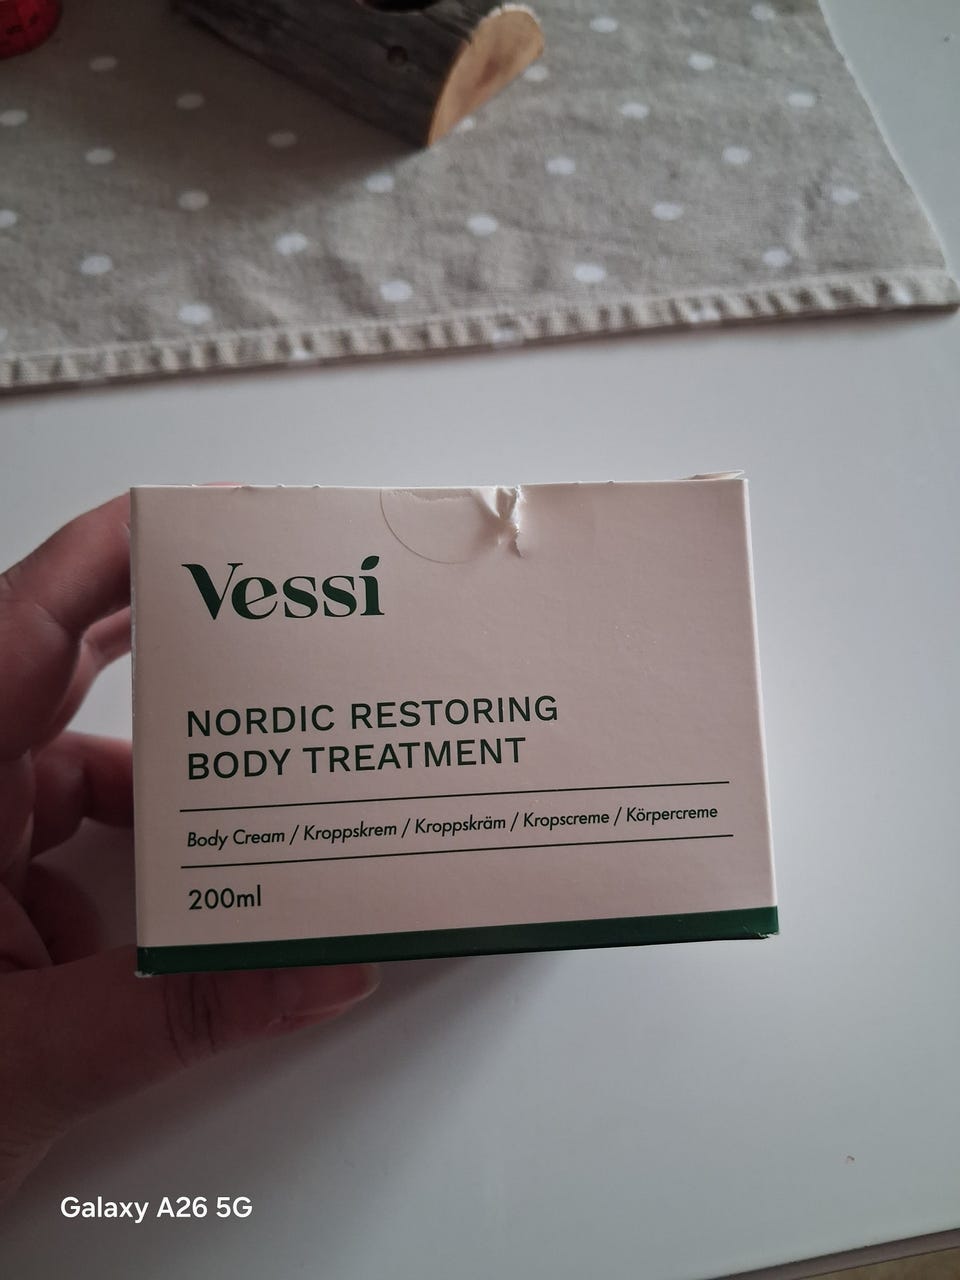 Vessi
NORDIC RESTORING
BODY TREATMENT
Body Cream / Kroppskrem / Kroppskräm / Kropscreme / Körpercreme
200ml
Galaxy A26 5G